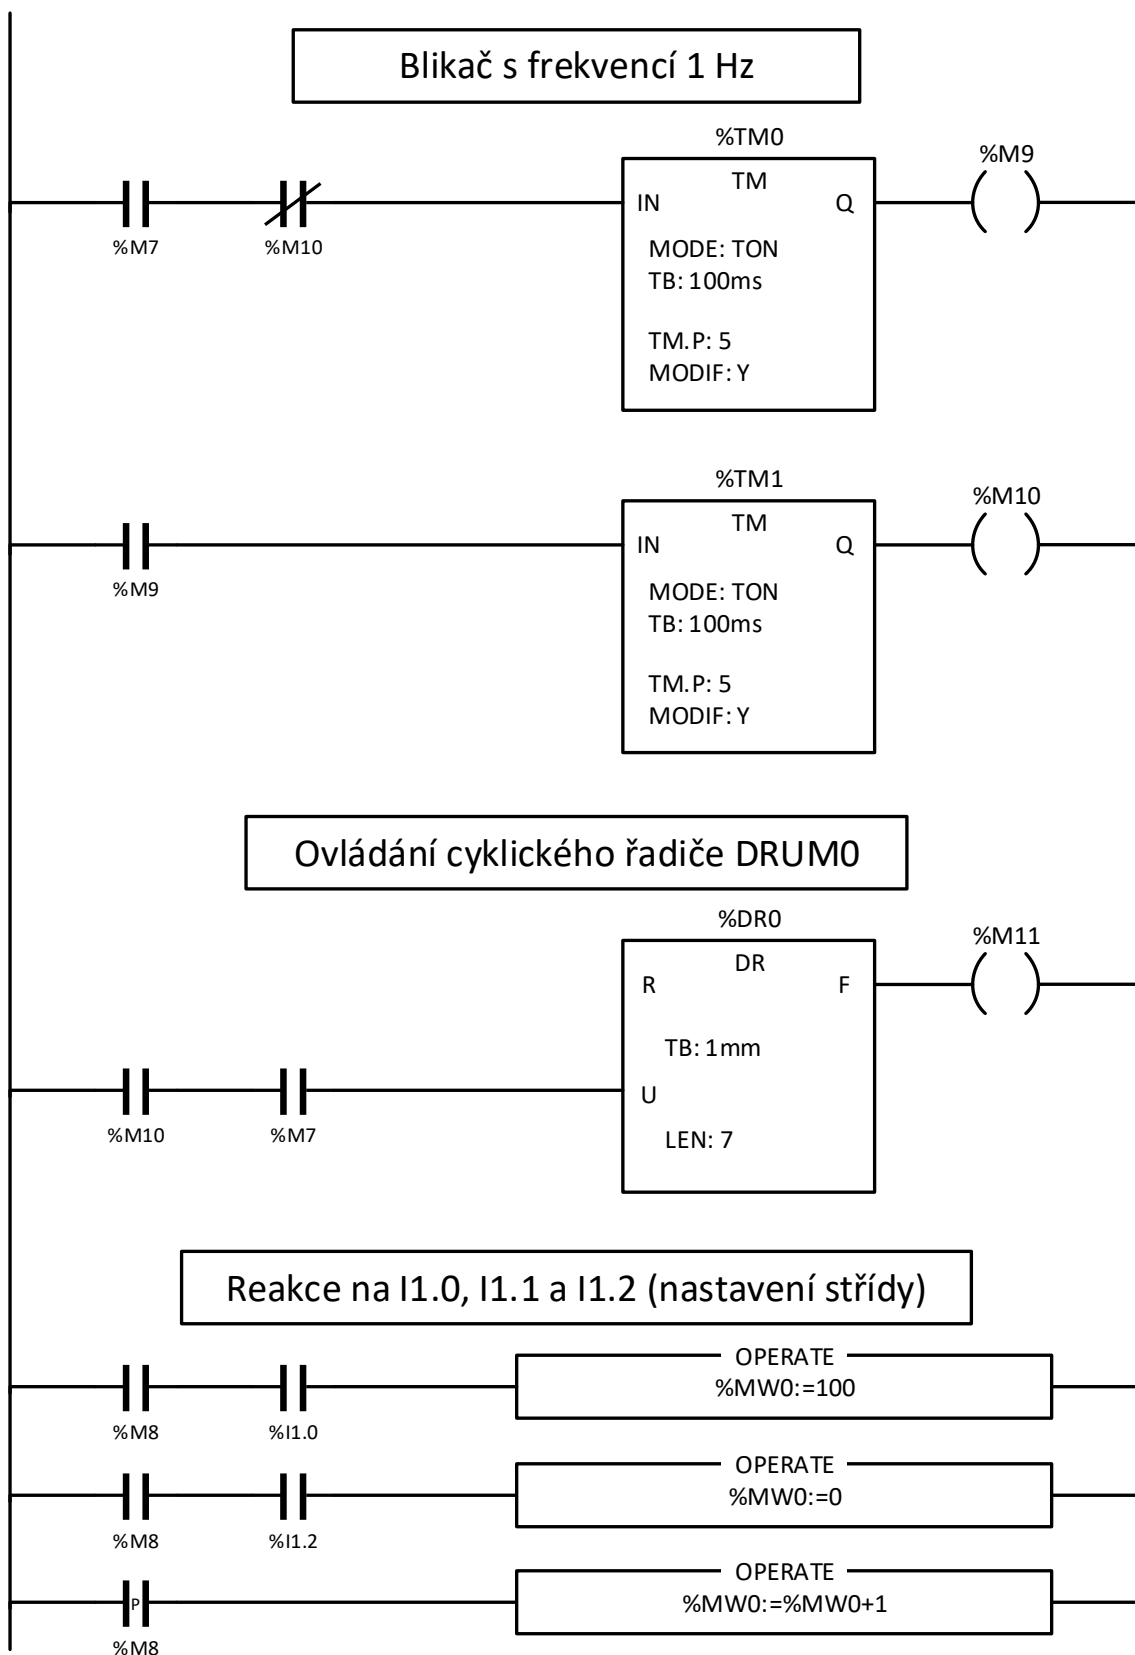 Blikač s frekvencí 1 Hz
%TM0
TM
%M9
IN
Q
%M7
%M10
MODE: TON
TB: 100ms
TM.P: 5
MODIF: Y
%TM1
TM
%M10
IN
Q
%M9
MODE: TON
TB: 100ms
TM.P: 5
MODIF: Y
Ovládání cyklického řadiče DRUM0
%DR0
DR
%M11
R
F
TB: 1mm
U
%M10
%M7
LEN: 7
Reakce na I1.0, I1.1 a I1.2 (nastavení střídy)
OPERATE
%MW0:=100
%M8
%I1.0
OPERATE
%MW0:=0
%M8
%I1.2
OPERATE
%MW0:=%MW0+1
P
%M8